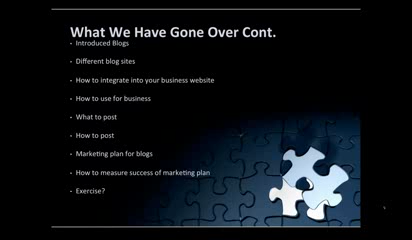 What We Have Gone Over Cont.
• Introduced Blogs
• Different blog sites
• How to integrate into your business website
• How to use for business
• What to post
• How to post
• Marketing plan for blogs
• How to measure success of marketing plan
• Exercise?